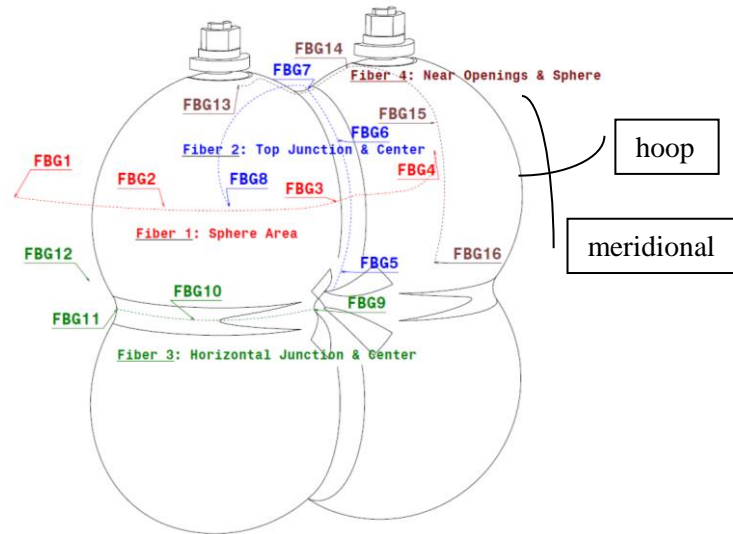 FBG14
FBG7
Fiber 4: Near Openings & Sphere
FBG13
FBG15
FBG6
hoop
Fiber 2: Top Junction & Center
FBG1
FBG4
FBG2
FBG8
FBG3
Fiber 1: Sphere Area
meridional
FBG12
FBG5
FBG16
FBG10
FBG9
FBG11
Fiber 3: Horizontal Junction & Center